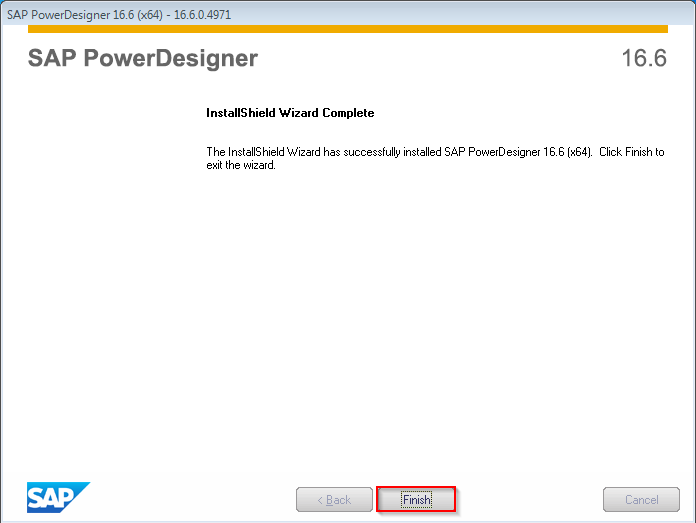 SAP PowerDesigner 16.6 (x64) - 16.6.0.4971
SAP PowerDesigner 16.6
InstallShield Wizard Complete
The InstallShield Wizard has successfully installed SAP PowerDesigner 16.6 (x64). Click Finish to
exit the wizard.
SAP < Back Finish Cancel